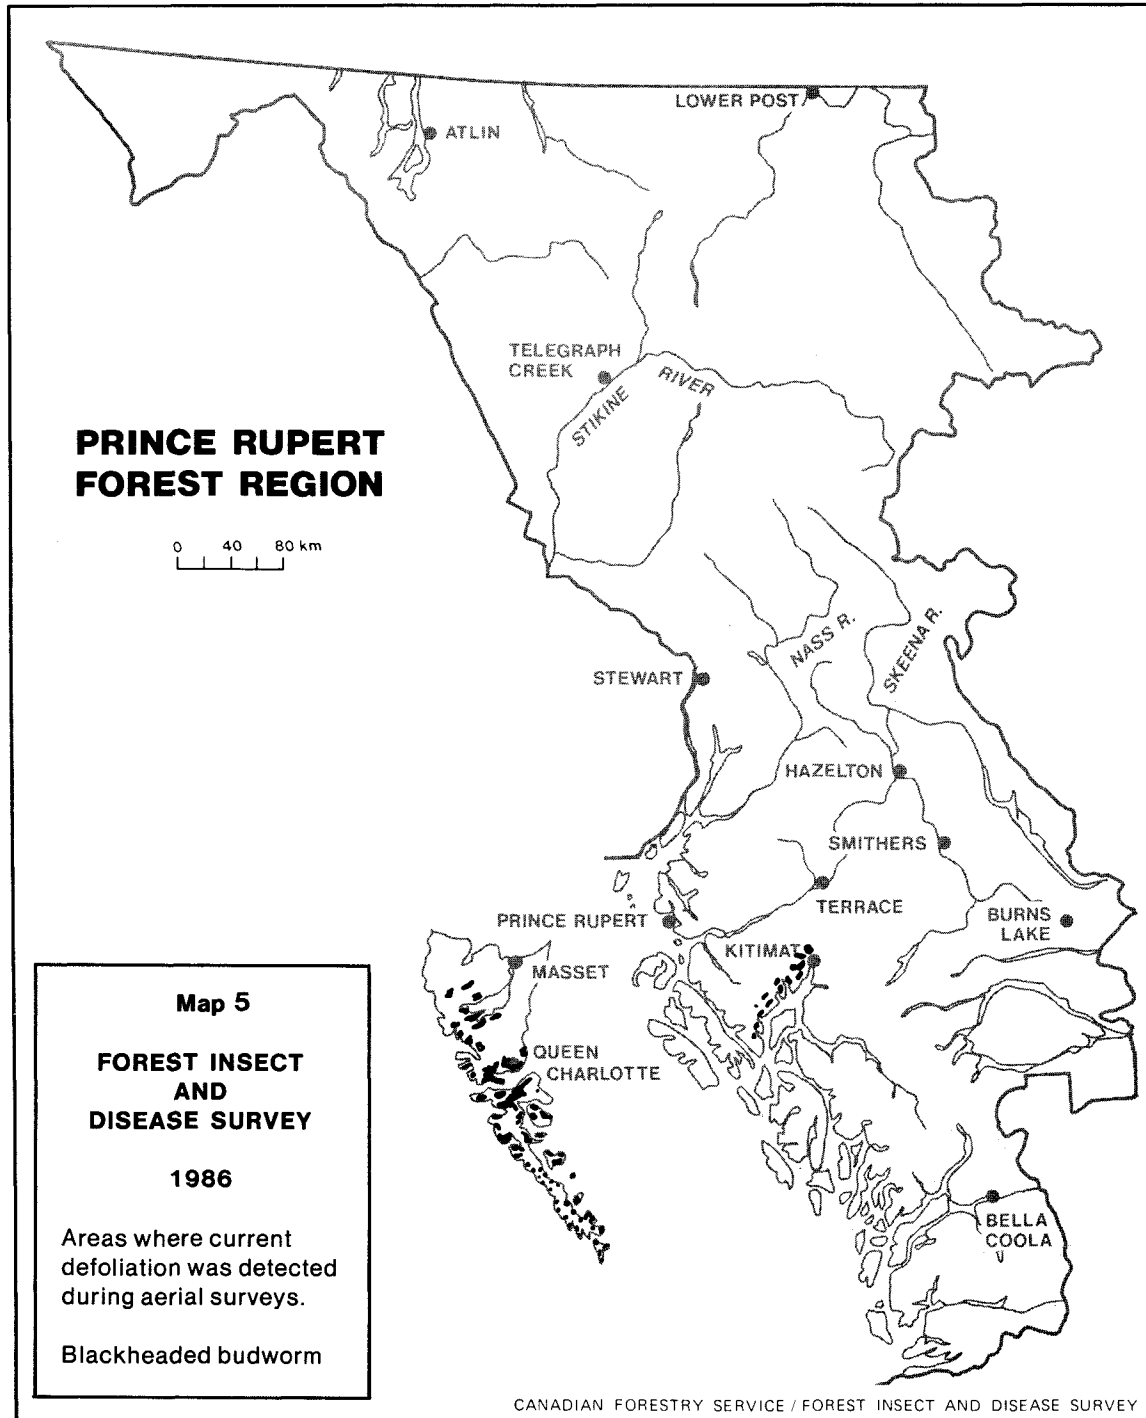 LOWER POST
ATLIN
TELEGRAPH
CREEK
STIKINE
RIVER
PRINCE RUPERT
FOREST REGION
0 40 80 km
NASS R.
SKEENA R.
STEWART
HAZELTON
SMITHERS
TERRACE
PRINCE RUPERT
BURNS
LAKE
KITIMAT
MASSET
QUEEN
CHARLOTTE
BELLA
COOLA
Map 5
FOREST INSECT
AND
DISEASE SURVEY
1986
Areas where current
defoliation was detected
during aerial surveys.
Blackheaded budworm
CANADIAN FORESTRY SERVICE / FOREST INSECT AND DISEASE SURVEY